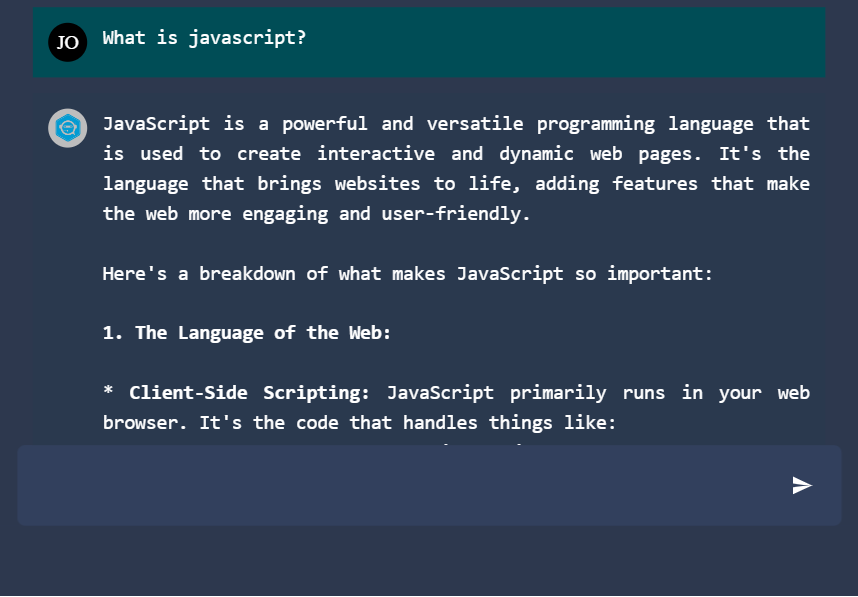 JO
What is javascript?
JavaScript is a powerful and versatile programming language that
is used to create interactive and dynamic web pages. It's the
language that brings websites to life, adding features that make
the web more engaging and user-friendly.
Here's a breakdown of what makes JavaScript so important:
1. The Language of the Web:
* Client-Side Scripting: JavaScript primarily runs in your web
browser. It's the code that handles things like: